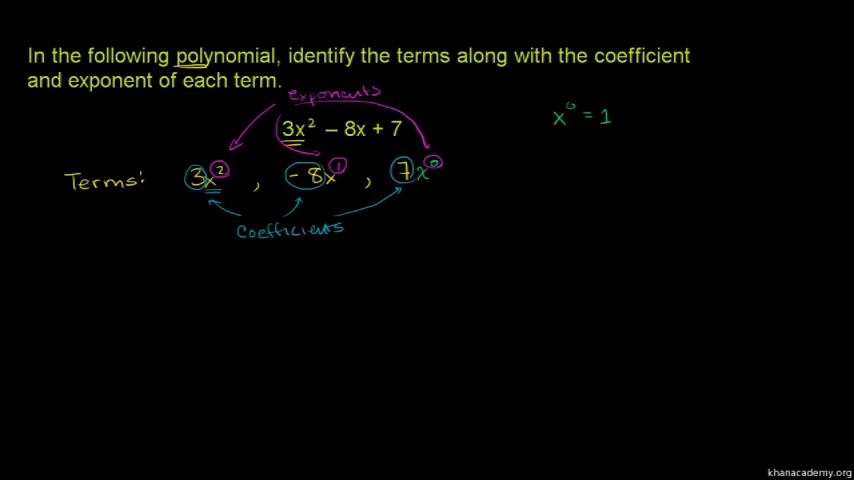 In the following polynomial, identify the terms along with the coefficient
and exponent of each term.
exponents
3x² − 8x + 7
x⁰ = 1
Terms: 3x² , -8x¹ , 7x⁰
Coefficients
khanacademy.org